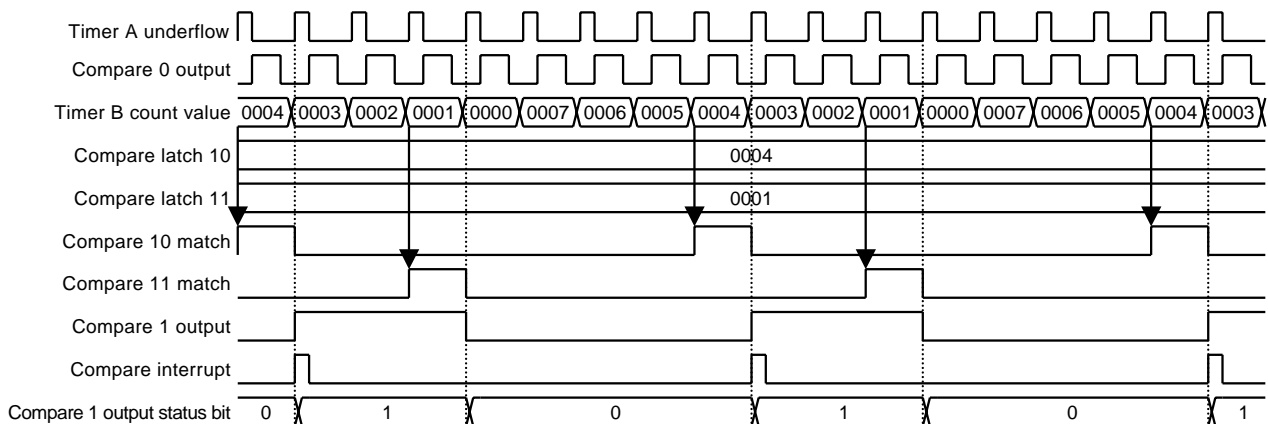 Timer A underflow
Compare 0 output
Timer B count value 0004 0003 0002 0001 0000 0007 0006 0005 0004 0003 0002 0001 0000 0007 0006 0005 0004 0003
Compare latch 10 0004
Compare latch 11 0001
Compare 10 match
Compare 11 match
Compare 1 output
Compare interrupt
Compare 1 output status bit 0 1 0 1 0 1